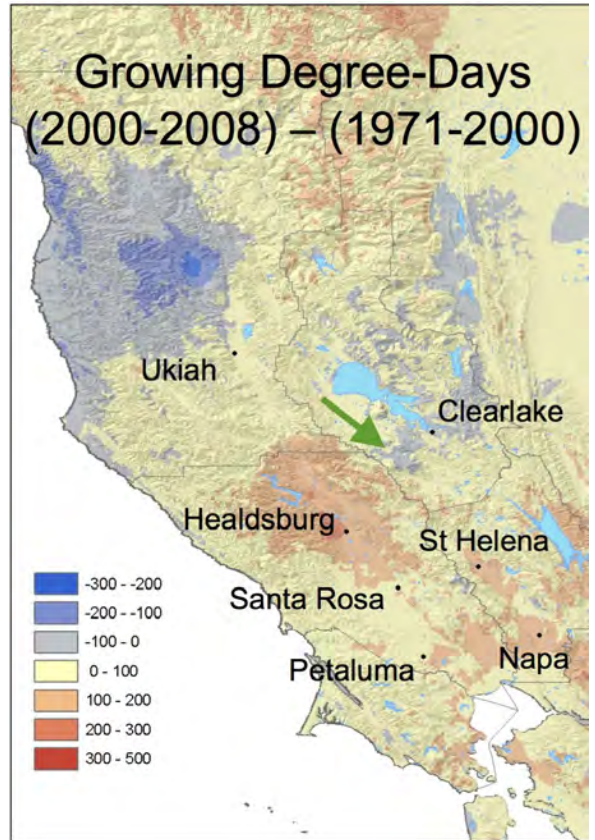 Growing Degree-Days
(2000-2008) – (1971-2000)
Ukiah
Clearlake
Healdsburg
St Helena
Santa Rosa
Petaluma
Napa
-300 - -200
-200 - -100
-100 - 0
0 - 100
100 - 200
200 - 300
300 - 500